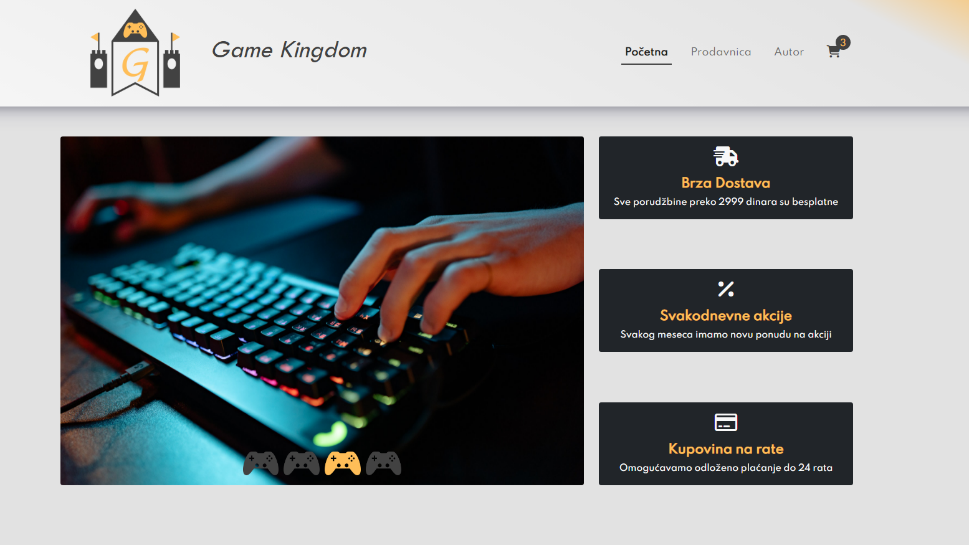 G
Game Kingdom
Početna
Prodavnica
Autor
3
Brza Dostava
Sve porudžbine preko 2999 dinara su besplatne
Svakodnevne akcije
Svakog meseca imamo novu ponudu na akciji
Kupovina na rate
Omogućavamo odloženo plaćanje do 24 rata